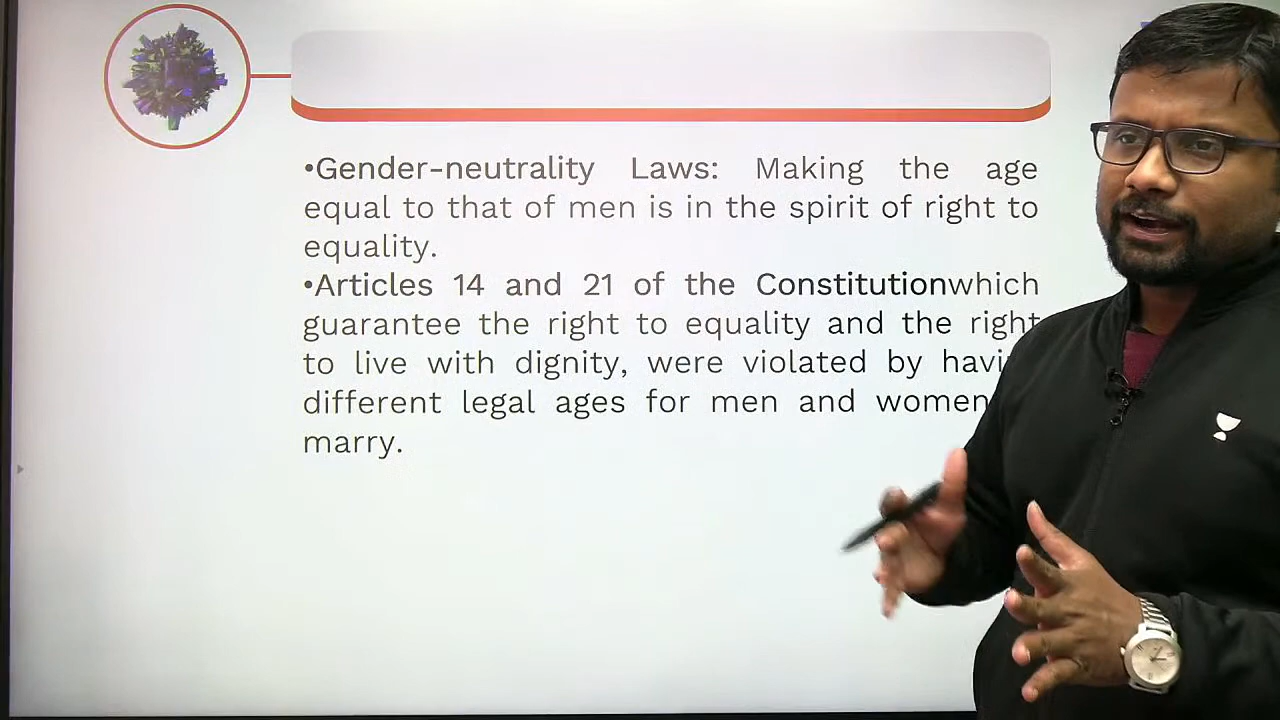 •Gender-neutrality Laws: Making the age
equal to that of men is in the spirit of right to
equality.
•Articles 14 and 21 of the Constitutionwhich
guarantee the right to equality and the right
to live with dignity, were violated by
different legal ages for men and women
marry.